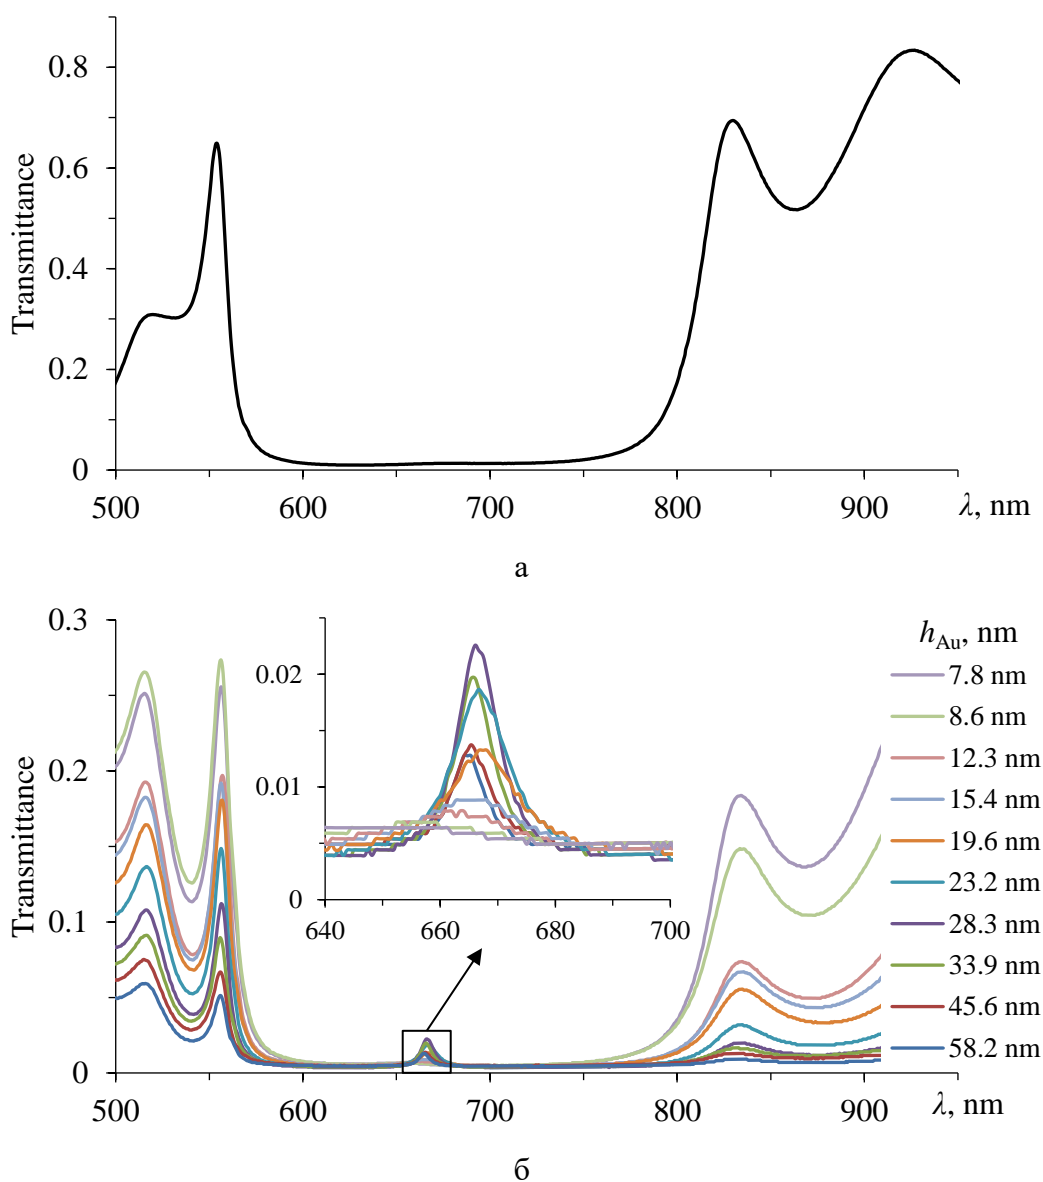 Transmittance
0.8
0.6
0.4
0.2
0
500 600 700 800 900 λ, nm
а
Transmittance
0.3
0.2
0.1
0
500 600 700 800 900 λ, nm
0.02
0.01
0
640 660 680 700
hAu, nm
7.8 nm
8.6 nm
12.3 nm
15.4 nm
19.6 nm
23.2 nm
28.3 nm
33.9 nm
45.6 nm
58.2 nm
б